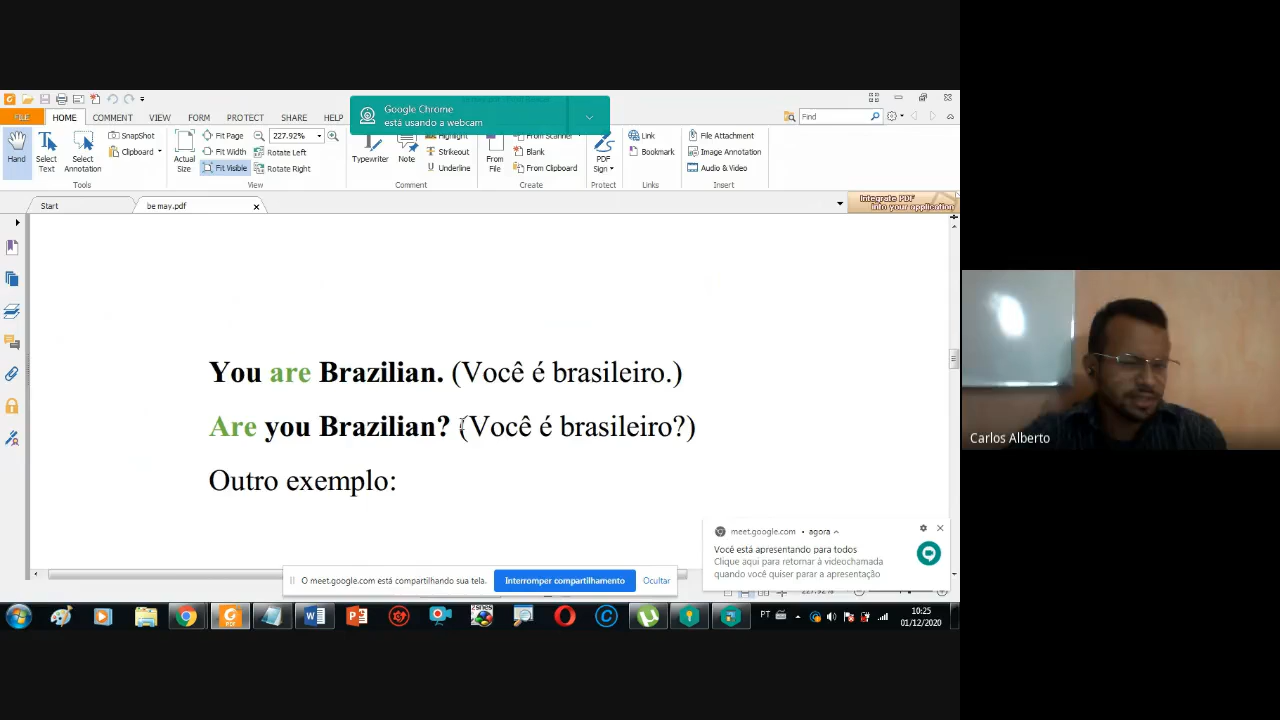 Google Chrome
está usando a webcam
FILE HOME COMMENT VIEW FORM PROTECT SHARE HELP
Find
Hand
Select Text
Select Annotation
SnapShot
Clipboard
Tools
Actual Size
Fit Page
Fit Width
Fit Visible
227.92%
Rotate Left
Rotate Right
View
Typewriter
Note
Highlight
Strikeout
Underline
Comment
From File
From Scanner
Blank
From Clipboard
Create
PDF Sign
Protect
Link
Bookmark
Links
File Attachment
Image Annotation
Audio & Video
Insert
Start
be may.pdf
Integrate PDF
into your application
You are Brazilian. (Você é brasileiro.)
Are you Brazilian? (Você é brasileiro?)
Outro exemplo:
Carlos Alberto
meet.google.com • agora
Você está apresentando para todos
Clique aqui para retornar à videochamada
quando você quiser parar a apresentação
O meet.google.com está compartilhando sua tela.
Interromper compartilhamento
Ocultar
227.92%
PDF
PT
10:25
01/12/2020